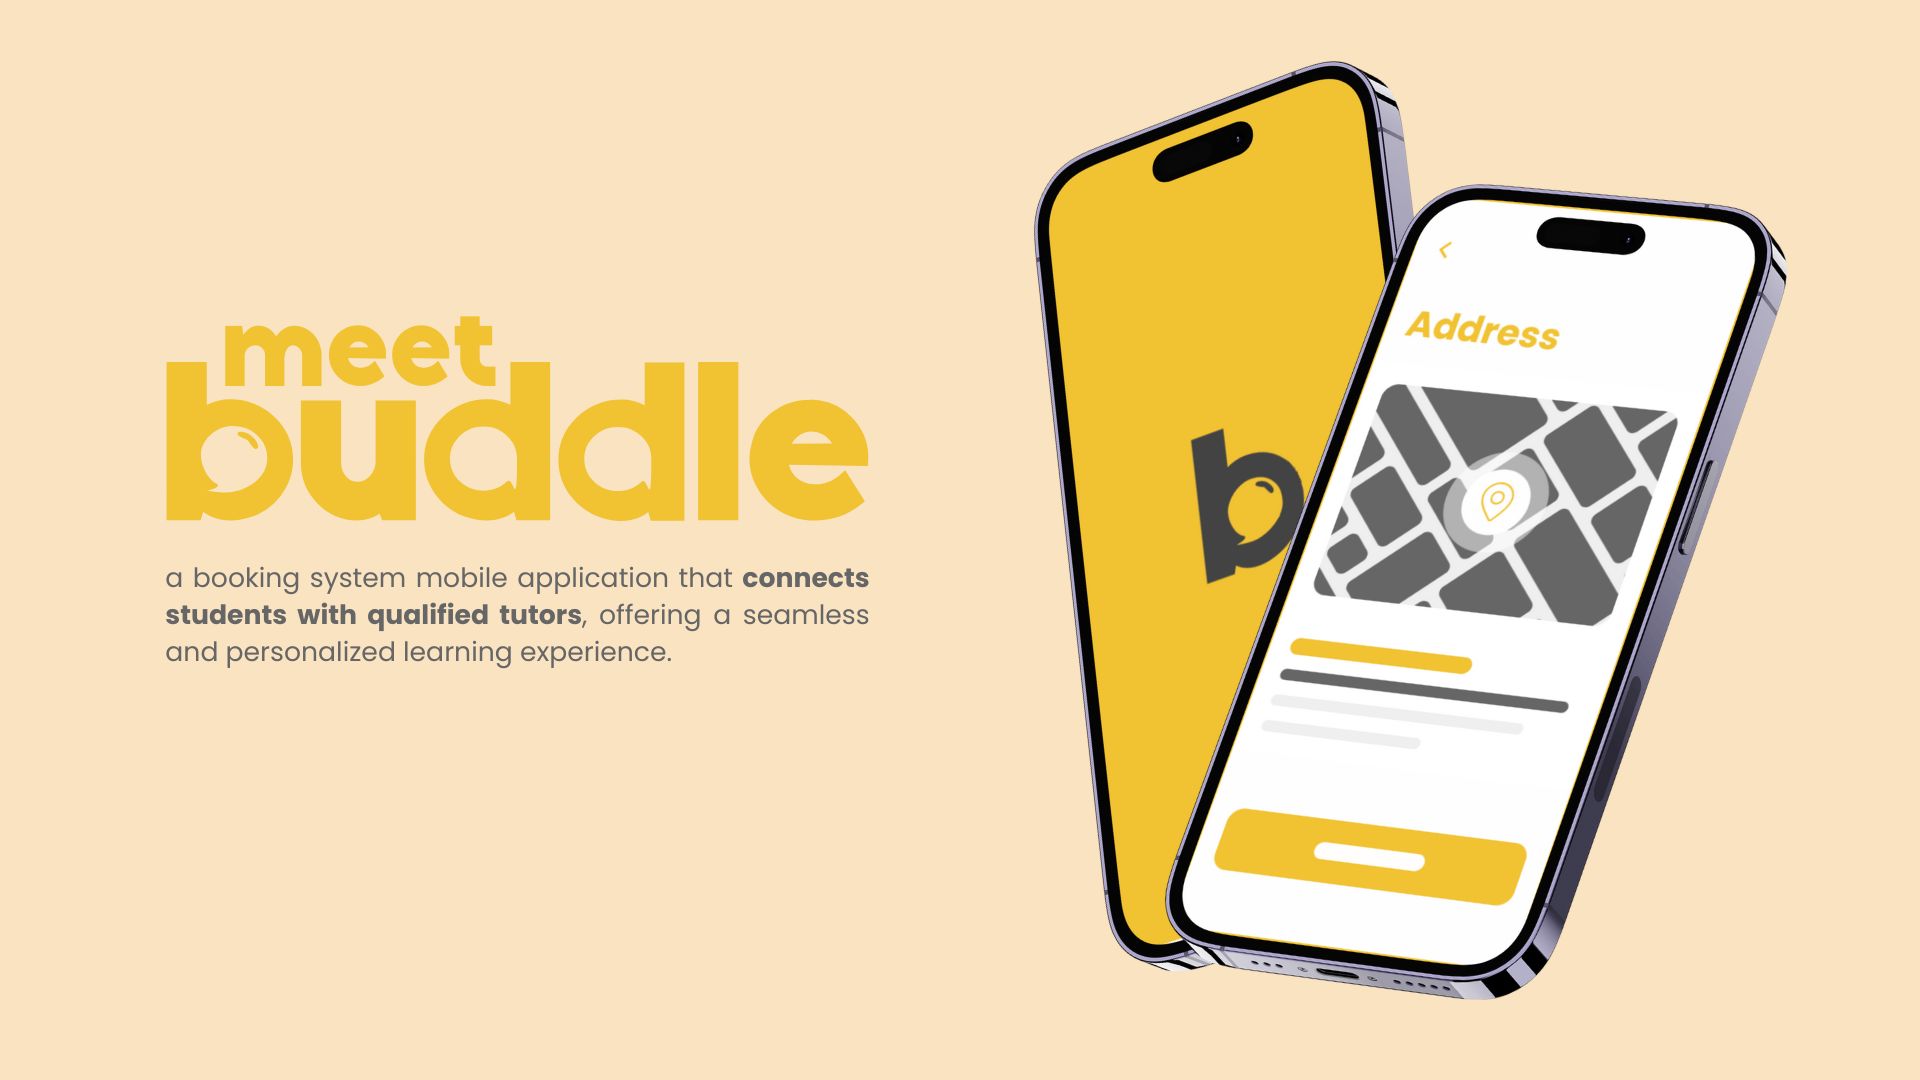 meet
buddle
a booking system mobile application that connects
students with qualified tutors, offering a seamless
and personalized learning experience.
b
Address